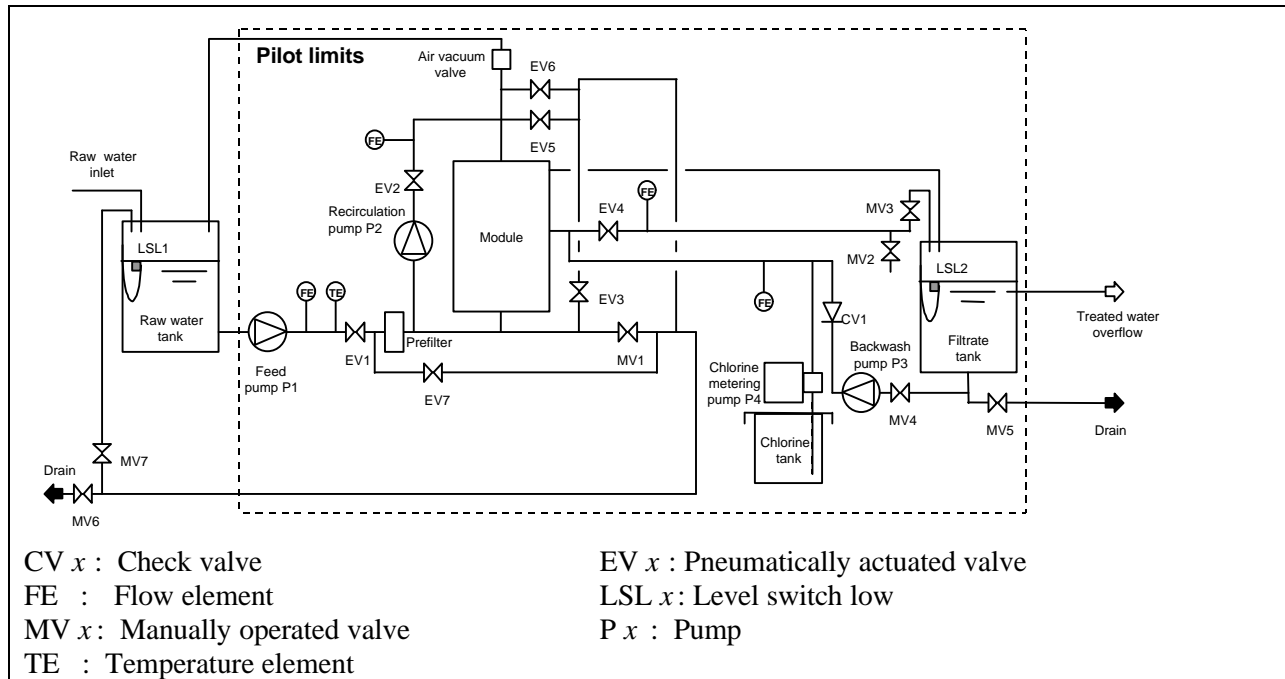 Pilot limits
Air vacuum
valve
EV6
FE
EV5
Raw water
inlet
EV2
FE
EV4
MV3
Recirculation
pump P2
Module
LSL1
MV2
LSL2
FE
TE
EV3
FE
Raw water
tank
CV1
Treated water
overflow
Prefilter
Filtrate
tank
EV1
MV1
Backwash
pump P3
Feed
pump P1
EV7
Chlorine
metering
pump P4
MV4
MV5
Drain
Chlorine
tank
MV7
Drain
MV6
CV x : Check valve
EV x : Pneumatically actuated valve
FE : Flow element
LSL x : Level switch low
MV x : Manually operated valve
P x : Pump
TE : Temperature element